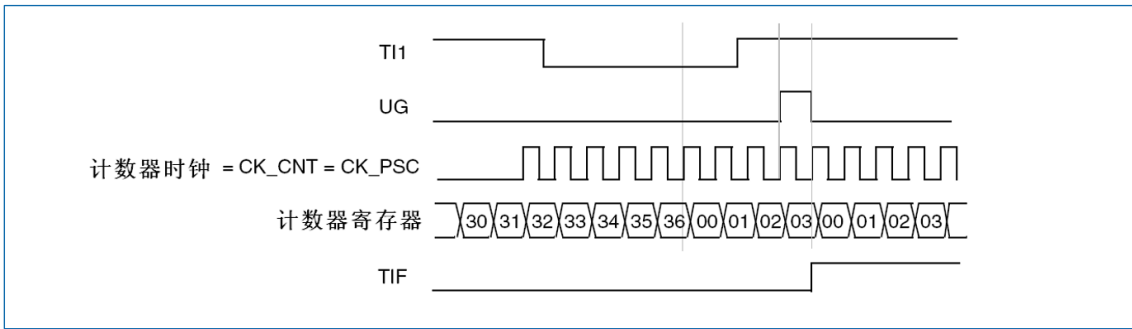 TI1
UG
计数器时钟 = CK_CNT = CK_PSC
计数器寄存器 30 31 32 33 34 35 36 00 01 02 03 00 01 02 03
TIF